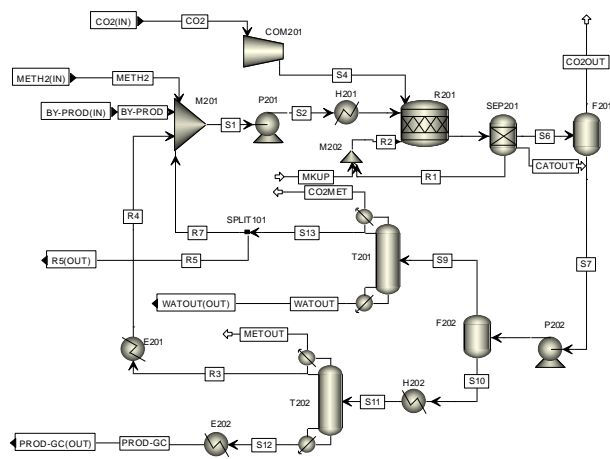 CO2(IN)
CO2
COM201
CO2OUT
METH2(IN)
METH2
S4
M201
R201
F201
BY-PROD(IN)
BY-PROD
P201
H201
SEP201
S1
S2
S6
R2
M202
CATOUT
MKUP
R1
CO2MET
R4
SPLIT101
R7
S13
T201
R5(OUT)
R5
S9
S7
WATOUT(OUT)
WATOUT
F202
P202
METOUT
E201
R3
S10
H202
T202
S11
E202
PROD-GC(OUT)
PROD-GC
S12